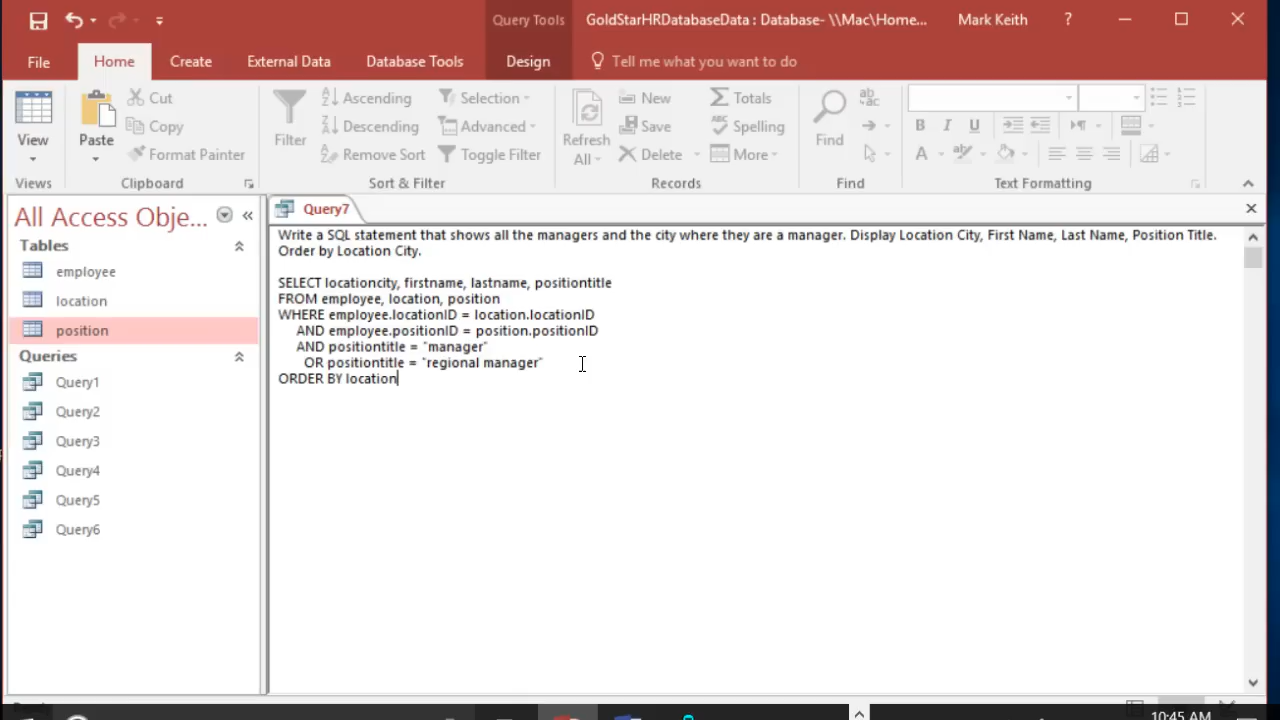 Query Tools
GoldStarHRDatabaseData : Database- \\Mac\Home...
Mark Keith
?
File
Home
Create
External Data
Database Tools
Design
Tell me what you want to do
View
Views
Paste
Cut
Copy
Format Painter
Clipboard
Filter
Ascending
Descending
Remove Sort
Selection
Advanced
Toggle Filter
Sort & Filter
Refresh
All
New
Save
Delete
Totals
Spelling
More
Records
Find
ab
ac
Find
B I U
A
Text Formatting
All Access Obje...
Tables
employee
location
position
Queries
Query1
Query2
Query3
Query4
Query5
Query6
Query7
Write a SQL statement that shows all the managers and the city where they are a manager. Display Location City, First Name, Last Name, Position Title.
Order by Location City.
SELECT locationcity, firstname, lastname, positiontitle
FROM employee, location, position
WHERE employee.locationID = location.locationID
AND employee.positionID = position.positionID
AND positiontitle = "manager"
OR positiontitle = "regional manager"
ORDER BY location
10:45 AM